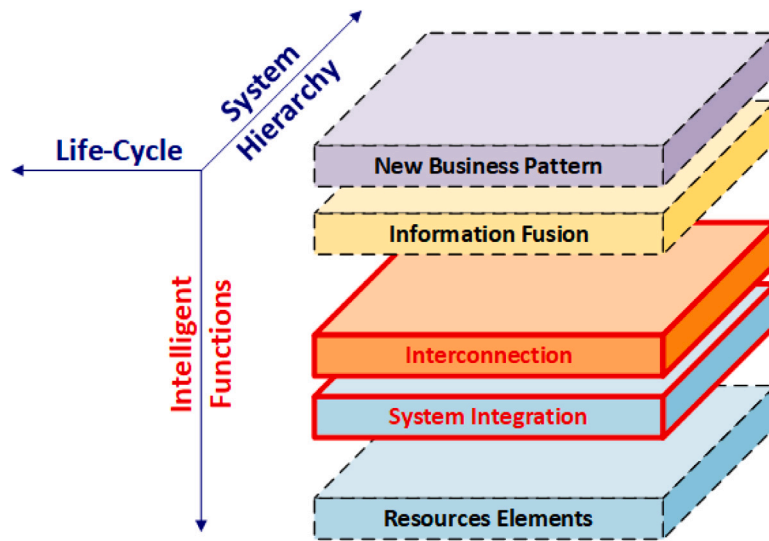 System
Hierarchy
Life-Cycle
Intelligent
Functions
New Business Pattern
Information Fusion
Interconnection
System Integration
Resources Elements